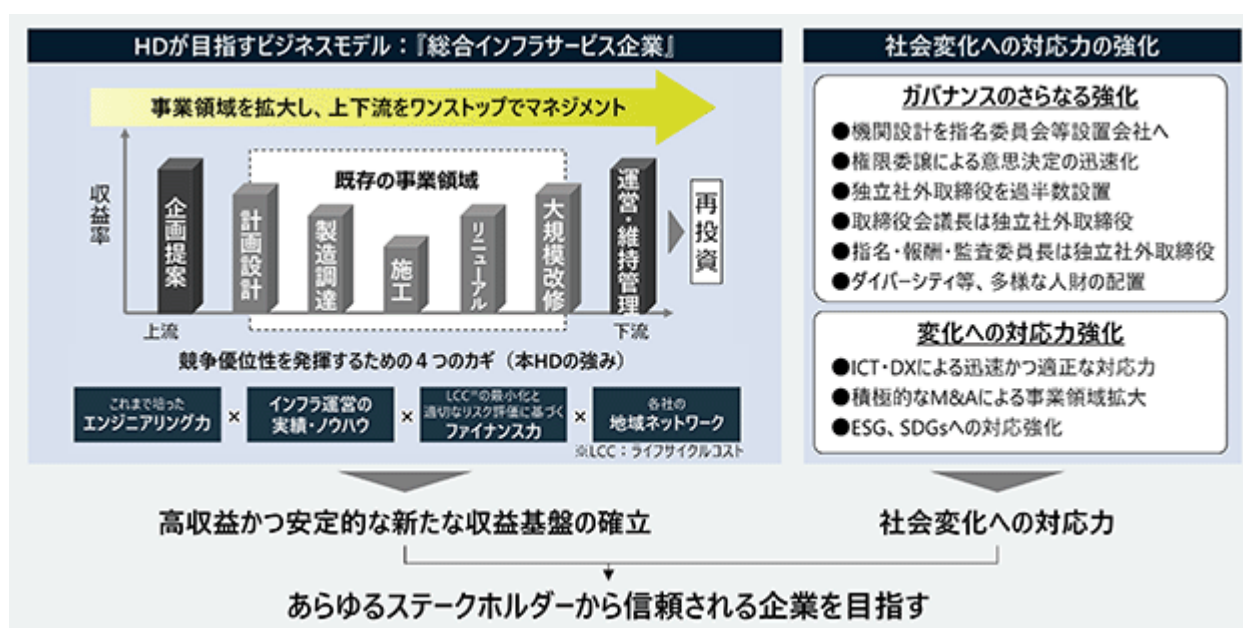 HDが目指すビジネスモデル：『総合インフラサービス企業』
事業領域を拡大し、上下流をワンストップでマネジメント
収益率
既存の事業領域
企画提案
計画設計
製造調達
施工
リニューアル
大規模改修
運営・維持管理
再投資
上流
下流
競争優位性を発揮するための４つのカギ（本HDの強み）
これまで培った
エンジニアリング力
×
インフラ運営の
実績・ノウハウ
×
LCC※の最小化と
適切なリスク評価に基づく
ファイナンス力
×
各社の
地域ネットワーク
※LCC：ライフサイクルコスト
社会変化への対応力の強化
ガバナンスのさらなる強化
●機関設計を指名委員会等設置会社へ
●権限委譲による意思決定の迅速化
●独立社外取締役を過半数設置
●取締役会議長は独立社外取締役
●指名・報酬・監査委員長は独立社外取締役
●ダイバーシティ等、多様な人財の配置
変化への対応力強化
●ICT・DXによる迅速かつ適正な対応力
●積極的なM&Aによる事業領域拡大
●ESG、SDGsへの対応強化
高収益かつ安定的な新たな収益基盤の確立
社会変化への対応力
あらゆるステークホルダーから信頼される企業を目指す